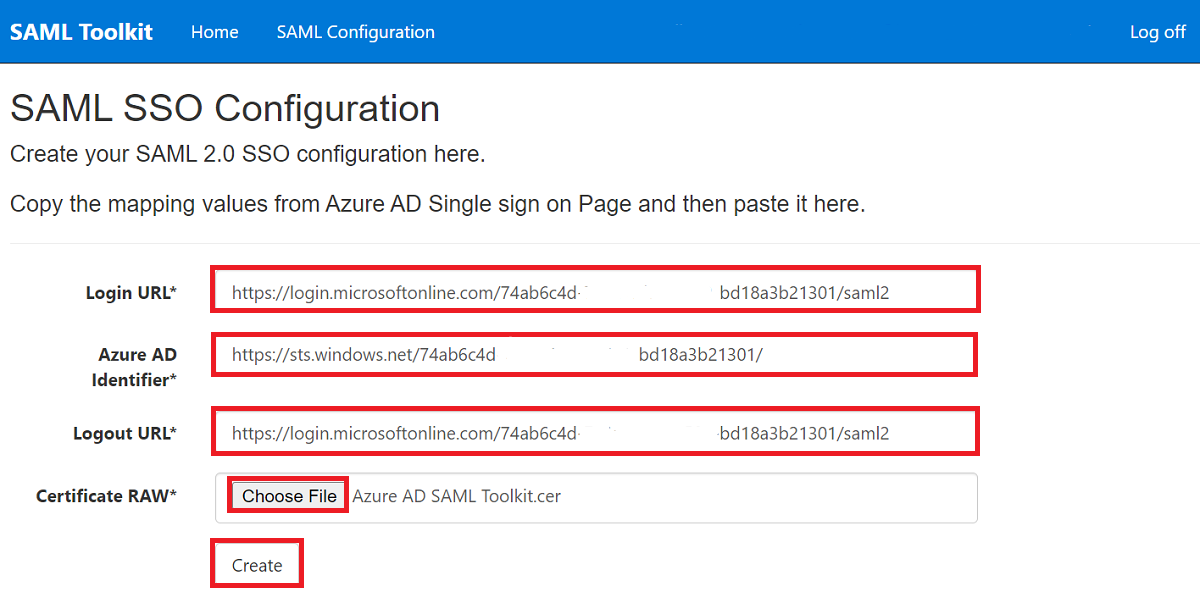 SAML Toolkit Home SAML Configuration Log off
SAML SSO Configuration
Create your SAML 2.0 SSO configuration here.
Copy the mapping values from Azure AD Single sign on Page and then paste it here.
Login URL* https://login.microsoftonline.com/74ab6c4d- bd18a3b21301/saml2
Azure AD https://sts.windows.net/74ab6c4d bd18a3b21301/
Identifier*
Logout URL* https://login.microsoftonline.com/74ab6c4d- -bd18a3b21301/saml2
Certificate RAW* Choose File Azure AD SAML Toolkit.cer
Create